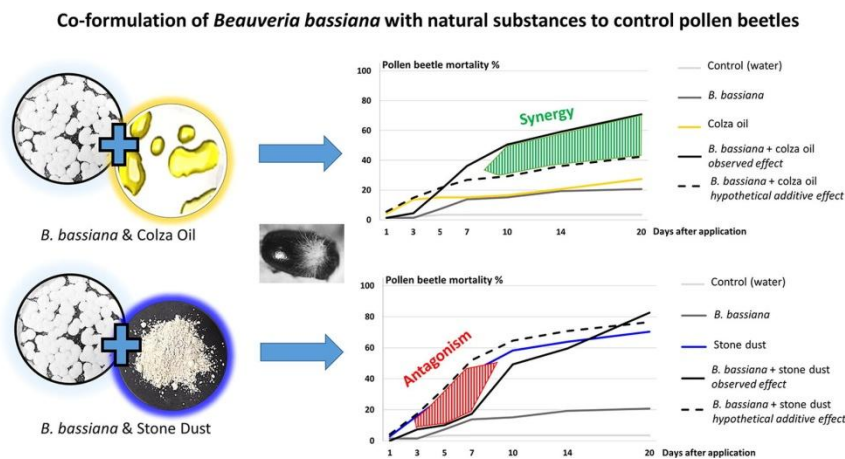 Co-formulation of Beauveria bassiana with natural substances to control pollen beetles
B. bassiana & Colza Oil
Pollen beetle mortality %
100
80
60
40
20
0
1
3
5
7
10
14
20
Days after application
Synergy
Control (water)
B. bassiana
Colza oil
B. bassiana + colza oil
observed effect
B. bassiana + colza oil
hypothetical additive effect
B. bassiana & Stone Dust
Pollen beetle mortality %
100
80
60
40
20
0
1
3
5
7
10
14
20
Days after application
Antagonism
Control (water)
B. bassiana
Stone dust
B. bassiana + stone dust
observed effect
B. bassiana + stone dust
hypothetical additive effect